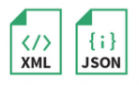 </> {i}
XML JSON